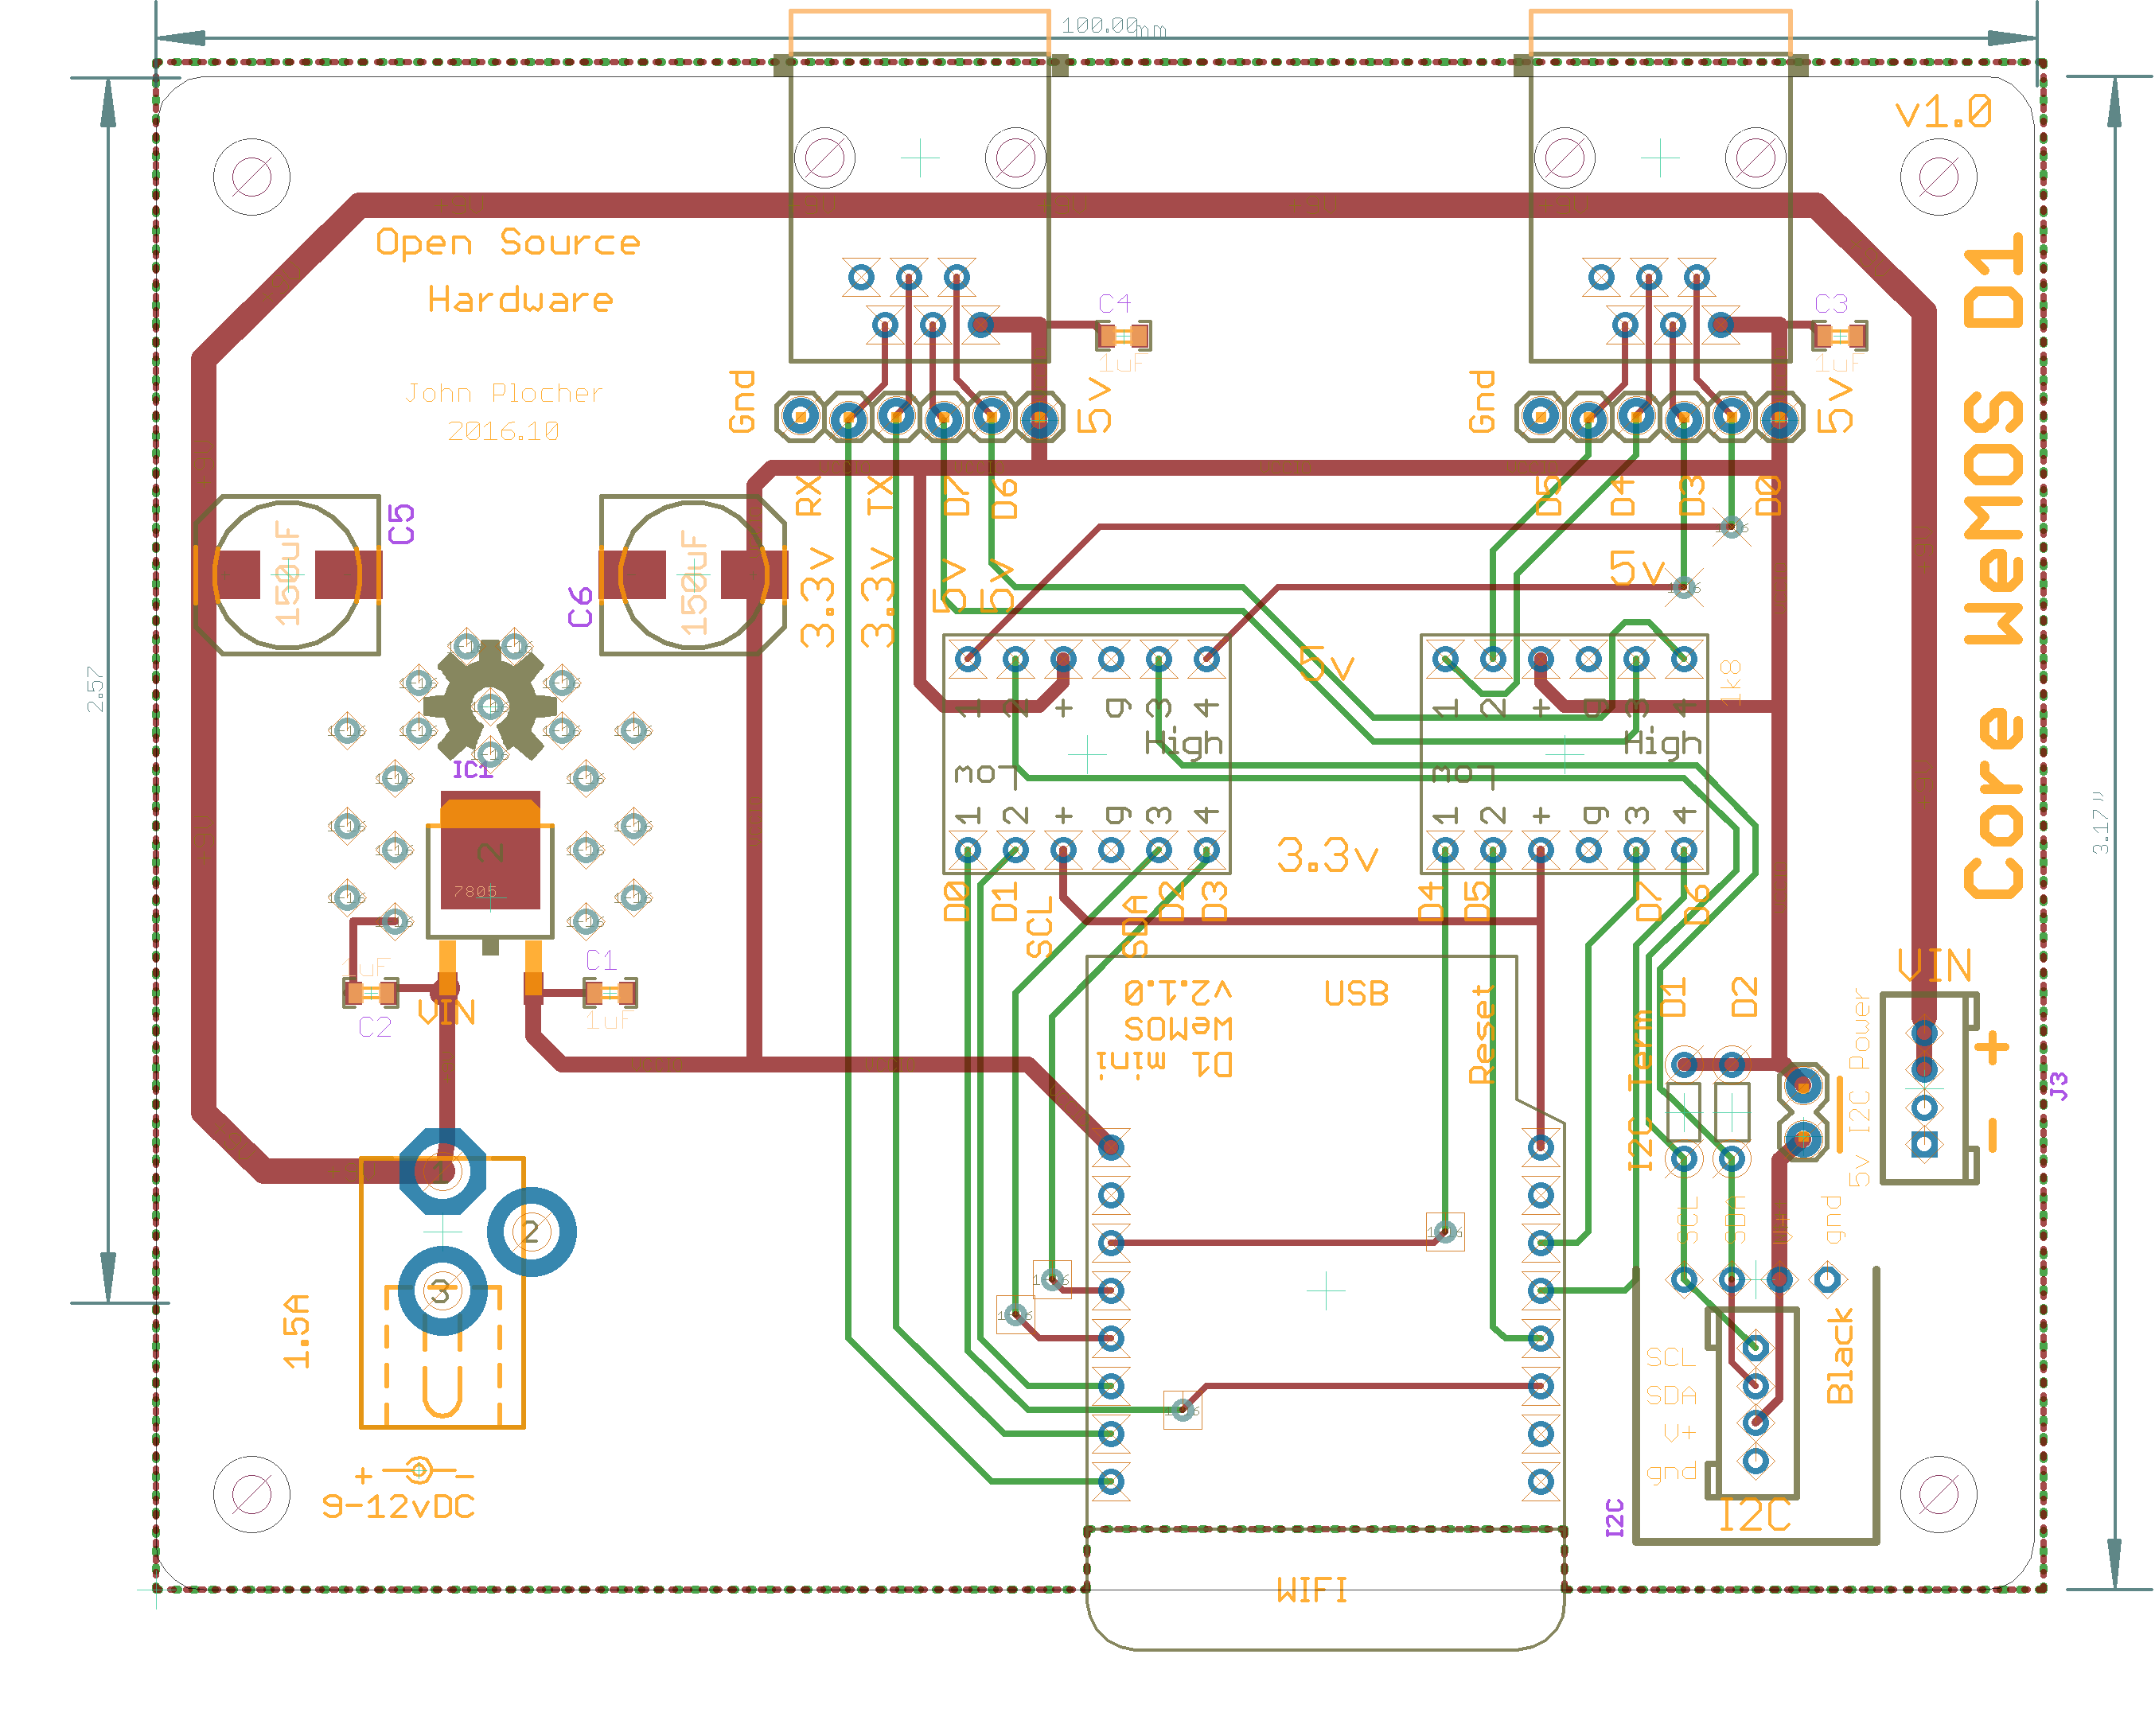 100.00mm
v1.0
+9V +9V +9V +9V +9V
Open Source
Hardware
C4
C3
1uF
1uF
John Plocher
2016.10
Gnd
5v
Gnd
5v
Core WeMOS D1
RX
TX
D7
D6
D5
D4
D3
D0
C5
150uF
C6
150uF
3.3v
3.3v
5v
5v
5v
5v
1k8
2.57
3.17"
1 2 + g 3 4
High
Low
1 2 + g 3 4
1 2 + g 3 4
High
Low
1 2 + g 3 4
IC1
2
7805
3.3v
D0
D1
SCL
SDA
D2
D3
D4
D5
D7
D6
1uF
C2
VIN
C1
1uF
v2.1.0
WeMOS
D1 mini
USB
Reset
I2C Term
D1
D2
VIN
5v I2C Power
+
-
J3
2
3
1.5A
SCL
SDA
V+
gnd
SCL
SDA
V+
gnd
Black
I2C
I2C
+ -
9-12vDC
WIFI